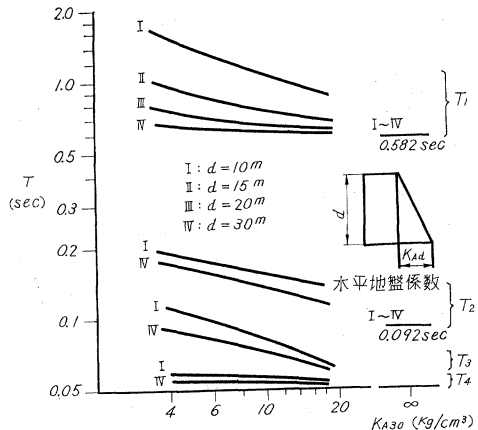 2.0
I
1.0
II
III
IV
T1
I~IV
0.582 sec
0.5
I : d = 10 m
II : d = 15 m
III : d = 20 m
IV : d = 30 m
T
(sec)
0.3
d
KAd
水平地盤係数
0.2
I
IV
T2
I~IV
0.092 sec
0.1
I
IV
T3
I
IV
T4
0.05
4
6
10
20
∞
KA30 (kg/cm³)